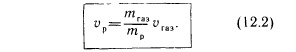 v_р = m_газ / m_р v_газ. (12.2)